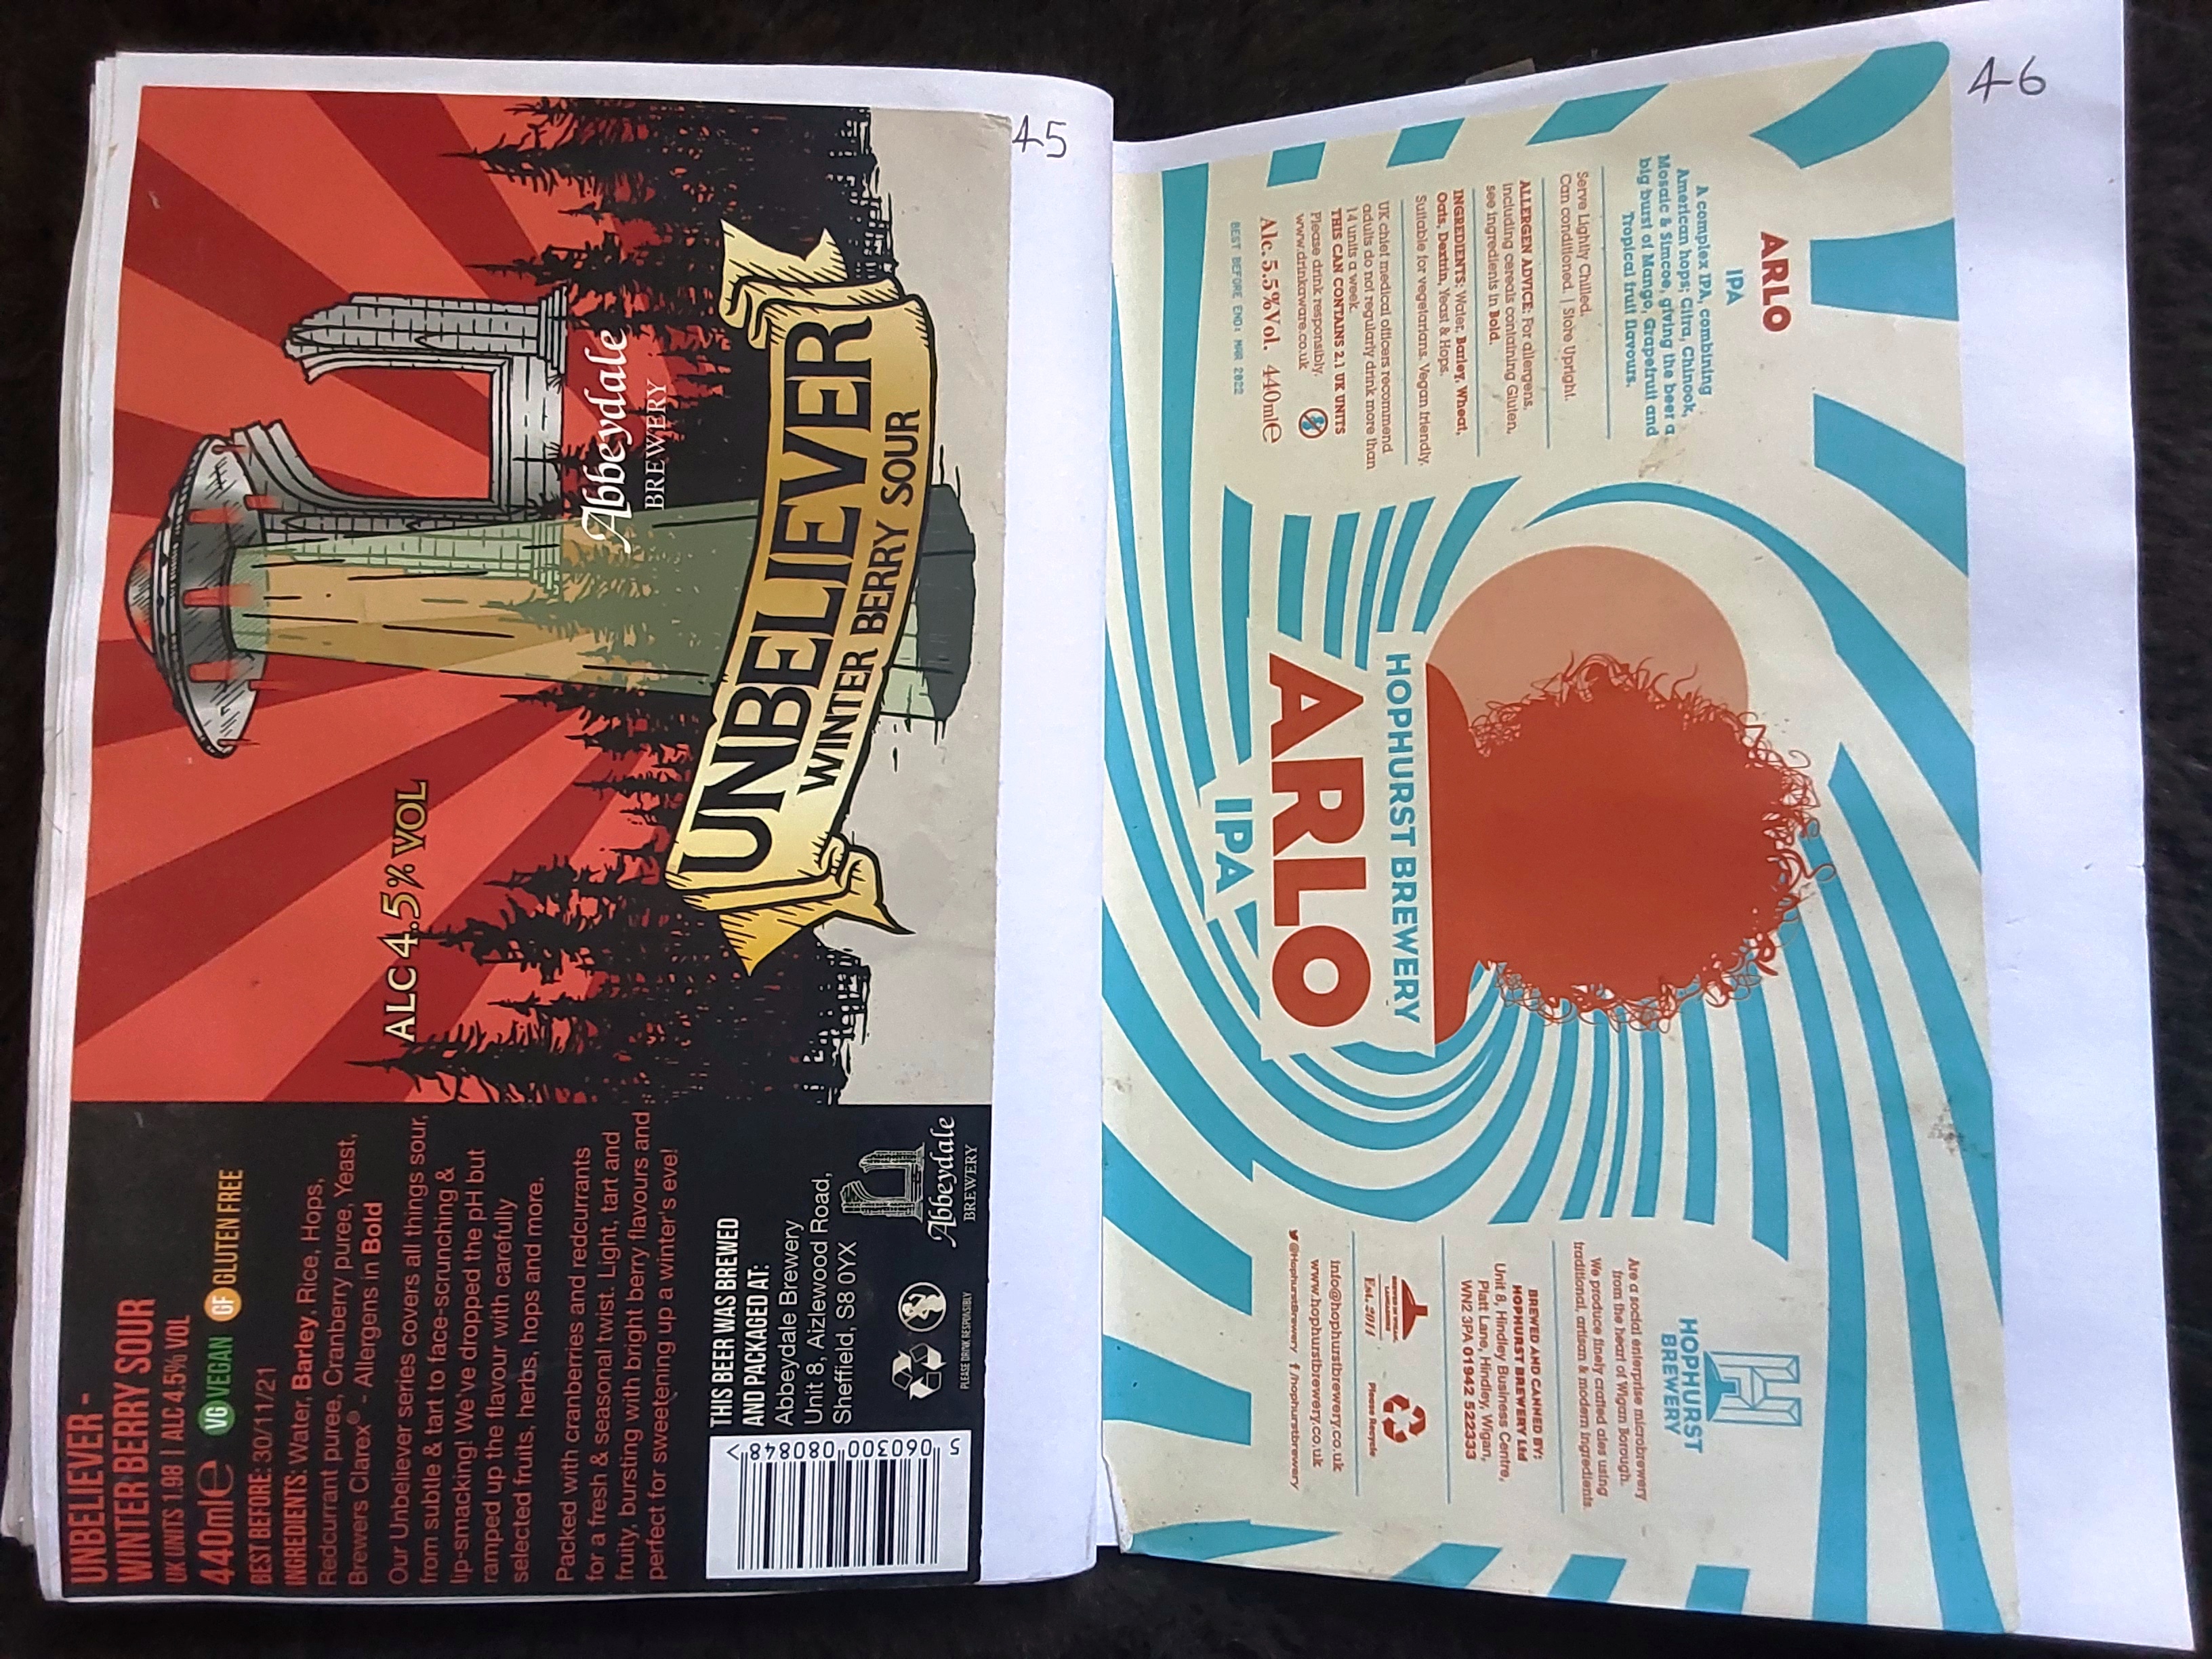 45
Abbeydale
BREWERY
UNBELIEVER
WINTER BERRY SOUR
ALC 4.5% VOL
UNBELIEVER -
WINTER BERRY SOUR
UK UNITS 1.98 | ALC 4.5% VOL
440ml℮ VG VEGAN GF GLUTEN FREE
BEST BEFORE: 30/11/21
INGREDIENTS: Water, Barley, Rice, Hops,
Redcurrant puree, Cranberry puree, Yeast,
Brewers Clarex® - Allergens in Bold
Our Unbeliever series covers all things sour,
from subtle & tart to face-scrunching &
lip-smacking! We've dropped the pH but
ramped up the flavour with carefully
selected fruits, herbs, hops and more.
Packed with cranberries and redcurrants
for a fresh & seasonal twist. Light, tart and
fruity, bursting with bright berry flavours and
perfect for sweetening up a winter's eve!
THIS BEER WAS BREWED
AND PACKAGED AT:
Abbeydale Brewery
Unit 8, Aizlewood Road,
Sheffield, S8 0YX
Abbeydale
BREWERY
PLEASE DRINK RESPONSIBLY
5 060300 080848 >
46
ARLO
IPA
A complex IPA, combining
American hops; Citra, Chinook,
Mosaic & Simcoe, giving the beer a
big burst of Mango, Grapefruit and
Tropical fruit flavours.
Serve Lightly Chilled.
Can conditioned. | Store Upright.
ALLERGEN ADVICE: For allergens,
including cereals containing Gluten,
see ingredients in Bold.
INGREDIENTS: Water, Barley, Wheat,
Oats, Dextrin, Yeast & Hops.
Suitable for vegetarians. Vegan friendly.
UK chief medical officers recommend
adults do not regularly drink more than
14 units a week.
THIS CAN CONTAINS 2.1 UK UNITS
Please drink responsibly.
www.drinkaware.co.uk
Alc. 5.5%Vol. 440ml℮
BEST BEFORE END: MAR 2022
HOPHURST BREWERY
ARLO
IPA
HOPHURST
BREWERY
Are a social enterprise microbrewery
from the heart of Wigan Borough.
We produce finely crafted ales using
traditional, artisan & modern ingredients.
BREWED AND CANNED BY:
HOPHURST BREWERY Ltd
Unit 8, Hindley Business Centre,
Platt Lane, Hindley, Wigan,
WN2 3PA 01942 522333
Est. 2011
Please Recycle
info@hophurstbrewery.co.uk
www.hophurstbrewery.co.uk
@HophurstBrewery f /hophurstbrewery